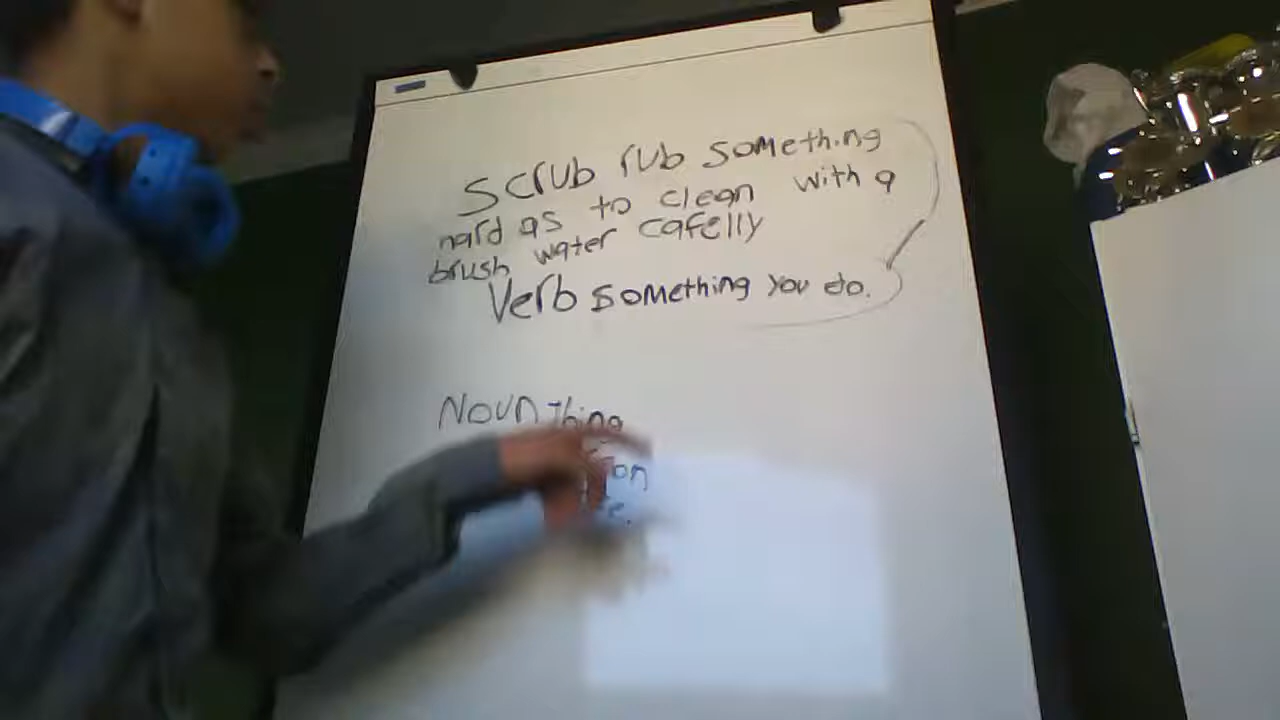 Scrub rub something
hard as to clean with a
brush water cafelly
Verb something you do.
Noun thing